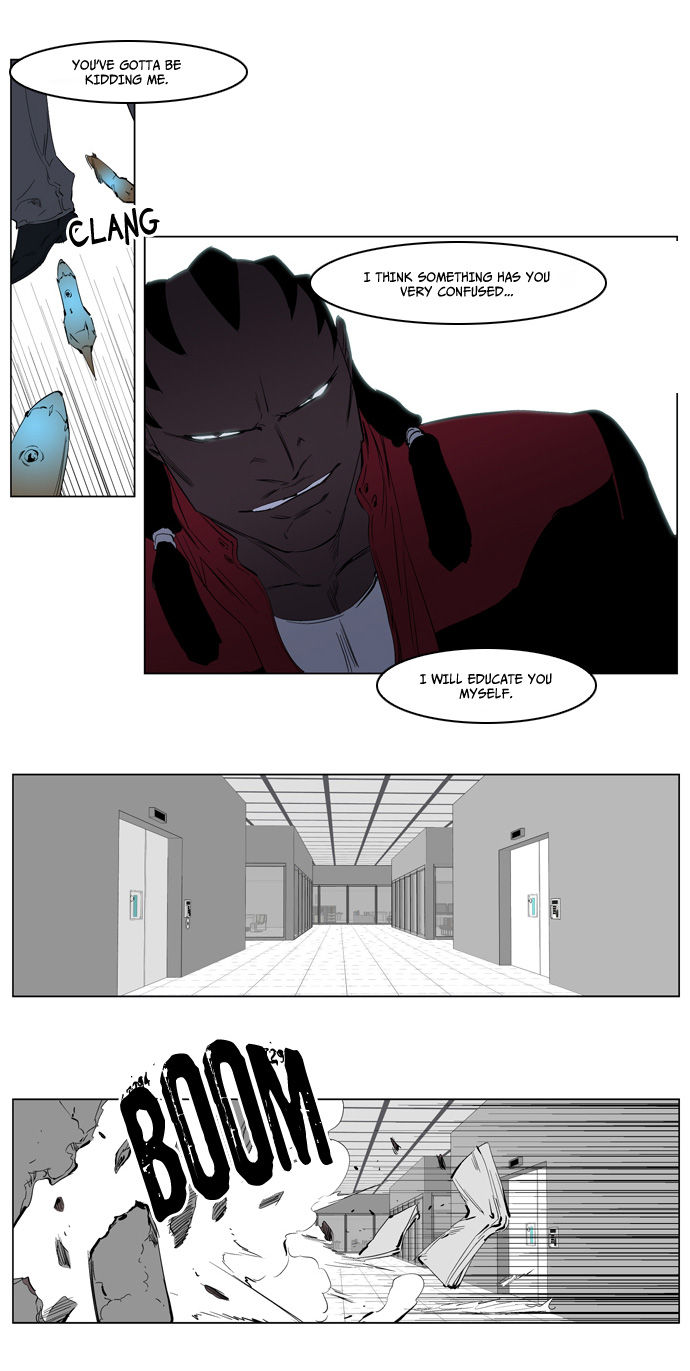 YOU'VE GOTTA BE
KIDDING ME.
CLANG
I THINK SOMETHING HAS YOU
VERY CONFUSED...
I WILL EDUCATE YOU
MYSELF.
BOOM